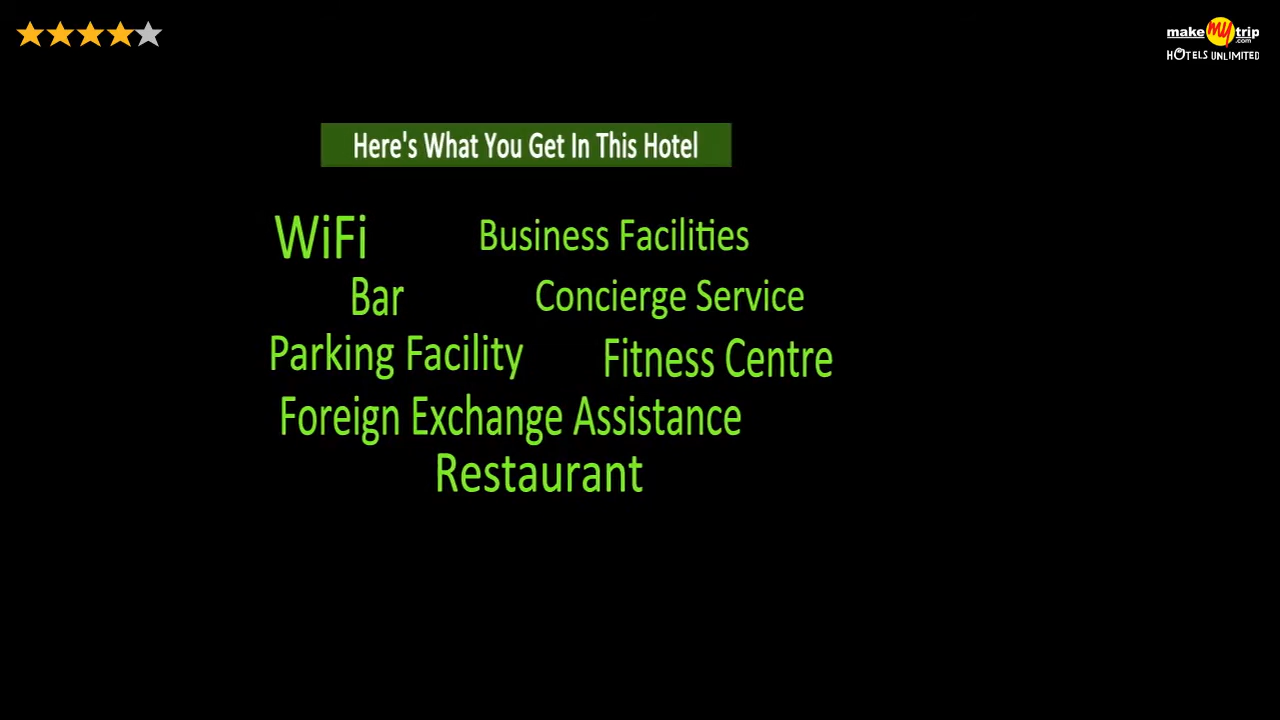 make my trip
.com
HOTELS UNLIMITED
Here's What You Get In This Hotel
WiFi Business Facilities
Bar Concierge Service
Parking Facility Fitness Centre
Foreign Exchange Assistance
Restaurant